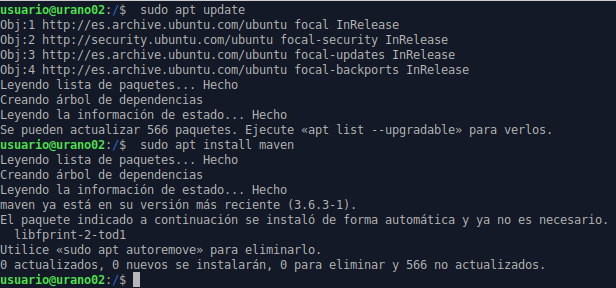 usuario@urano02:/$ sudo apt update
Obj:1 http://es.archive.ubuntu.com/ubuntu focal InRelease
Obj:2 http://security.ubuntu.com/ubuntu focal-security InRelease
Obj:3 http://es.archive.ubuntu.com/ubuntu focal-updates InRelease
Obj:4 http://es.archive.ubuntu.com/ubuntu focal-backports InRelease
Leyendo lista de paquetes... Hecho
Creando árbol de dependencias
Leyendo la información de estado... Hecho
Se pueden actualizar 566 paquetes. Ejecute «apt list --upgradable» para verlos.
usuario@urano02:/$ sudo apt install maven
Leyendo lista de paquetes... Hecho
Creando árbol de dependencias
Leyendo la información de estado... Hecho
maven ya está en su versión más reciente (3.6.3-1).
El paquete indicado a continuación se instaló de forma automática y ya no es necesario.
  libfprint-2-tod1
Utilice «sudo apt autoremove» para eliminarlo.
0 actualizados, 0 nuevos se instalarán, 0 para eliminar y 566 no actualizados.
usuario@urano02:/$